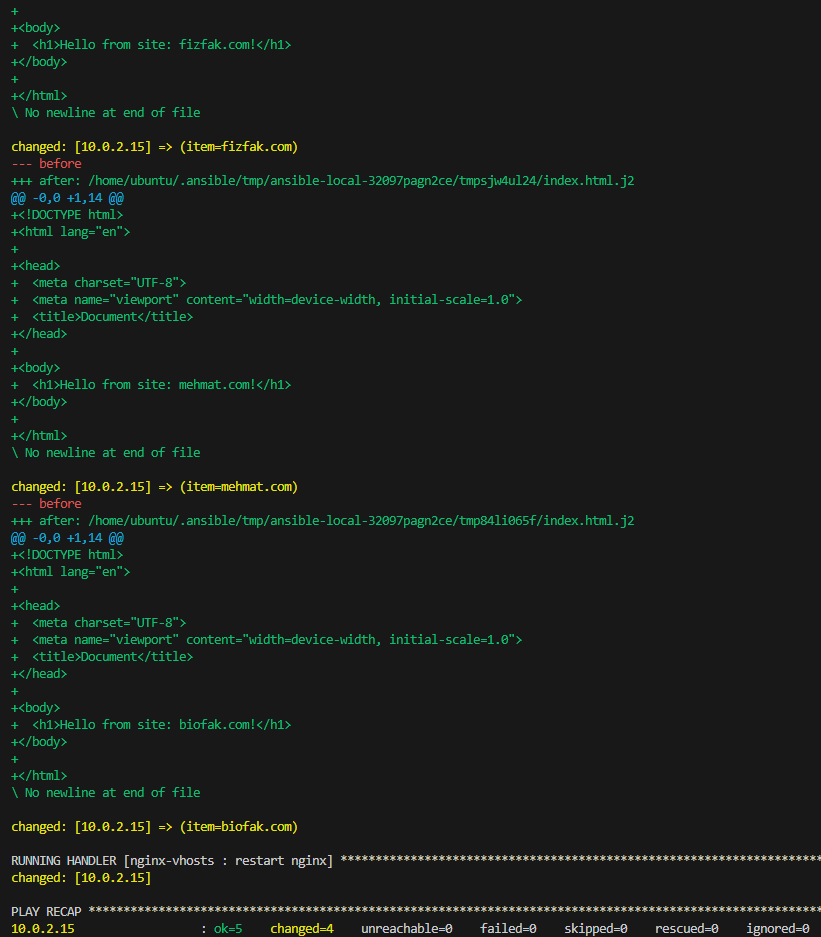 +
+<body>
+  <h1>Hello from site: fizfak.com!</h1>
+</body>
+
+</html>
\ No newline at end of file
changed: [10.0.2.15] => (item=fizfak.com)
--- before
+++ after: /home/ubuntu/.ansible/tmp/ansible-local-32097pagn2ce/tmpsjw4ul24/index.html.j2
@@ -0,0 +1,14 @@
+<!DOCTYPE html>
+<html lang="en">
+
+<head>
+  <meta charset="UTF-8">
+  <meta name="viewport" content="width=device-width, initial-scale=1.0">
+  <title>Document</title>
+</head>
+
+<body>
+  <h1>Hello from site: mehmat.com!</h1>
+</body>
+
+</html>
\ No newline at end of file
changed: [10.0.2.15] => (item=mehmat.com)
--- before
+++ after: /home/ubuntu/.ansible/tmp/ansible-local-32097pagn2ce/tmp84li065f/index.html.j2
@@ -0,0 +1,14 @@
+<!DOCTYPE html>
+<html lang="en">
+
+<head>
+  <meta charset="UTF-8">
+  <meta name="viewport" content="width=device-width, initial-scale=1.0">
+  <title>Document</title>
+</head>
+
+<body>
+  <h1>Hello from site: biofak.com!</h1>
+</body>
+
+</html>
\ No newline at end of file
changed: [10.0.2.15] => (item=biofak.com)
RUNNING HANDLER [nginx-vhosts : restart nginx] *********************************************************************
changed: [10.0.2.15]
PLAY RECAP *********************************************************************************************************
10.0.2.15                  : ok=5    changed=4    unreachable=0    failed=0    skipped=0    rescued=0    ignored=0